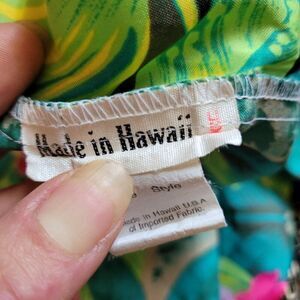 Made in Hawaii
Style
Made in Hawaii U.S.A
of Imported Fabric.